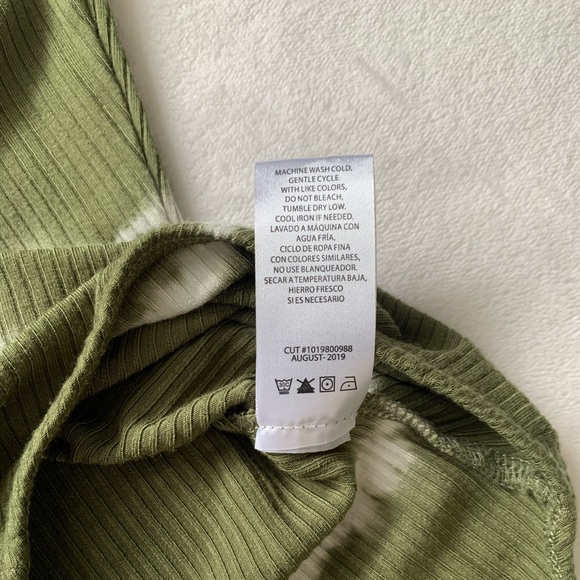 MACHINE WASH COLD,
GENTLE CYCLE
WITH LIKE COLORS,
DO NOT BLEACH,
TUMBLE DRY LOW.
COOL IRON IF NEEDED.
LAVADO A MÁQUINA CON
AGUA FRÍA,
CICLO DE ROPA FINA
CON COLORES SIMILARES,
NO USE BLANQUEADOR.
SECAR A TEMPERATURA BAJA,
HIERRO FRESCO
SI ES NECESARIO
CUT #1019800988
AUGUST- 2019